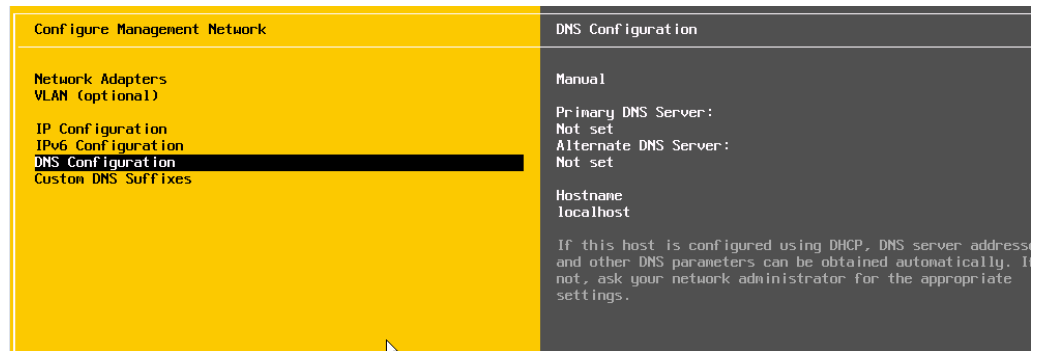 Configure Management Network
Network Adapters
VLAN (optional)
IP Configuration
IPv6 Configuration
DNS Configuration
Custom DNS Suffixes
DNS Configuration
Manual
Primary DNS Server:
Not set
Alternate DNS Server:
Not set
Hostname
localhost
If this host is configured using DHCP, DNS server
and other DNS parameters can be obtained automatically.
not, ask your network administrator for the appropriate
settings.